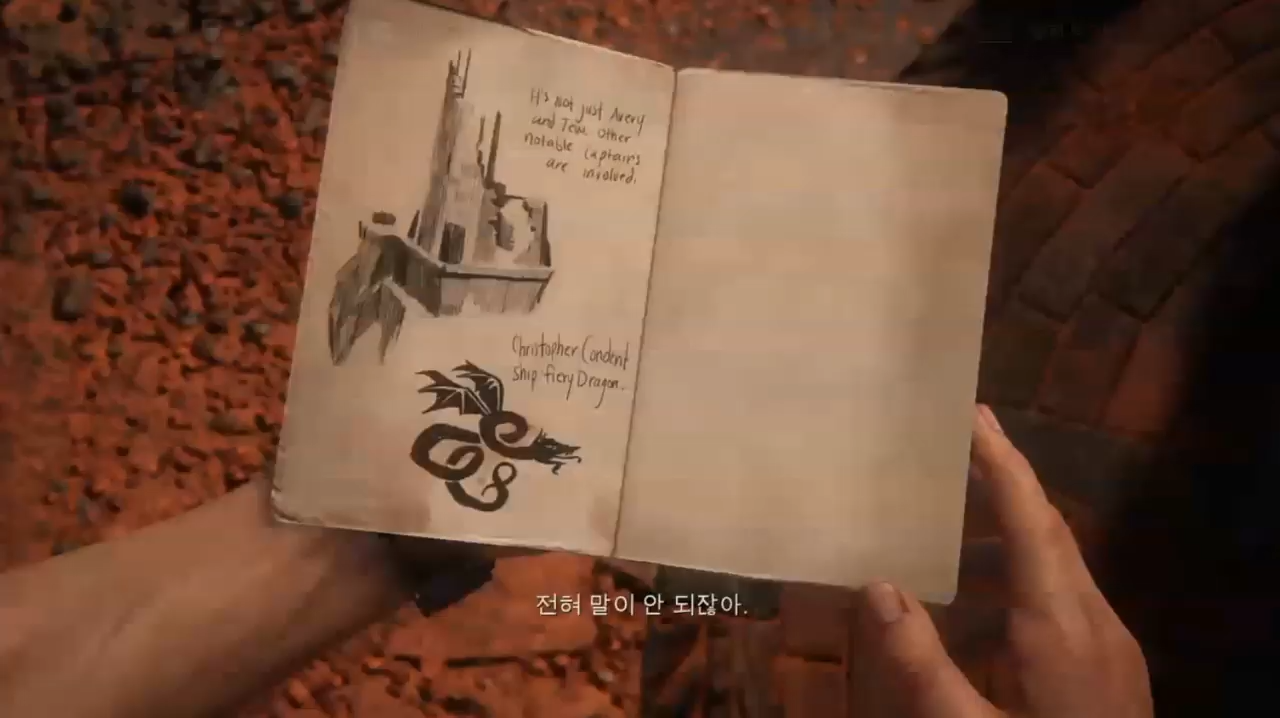 It's not just Avery
and Tew. Other
notable captains
are involved.
Christopher Condent
ship fiery Dragon.
전혀 말이 안 되잖아.